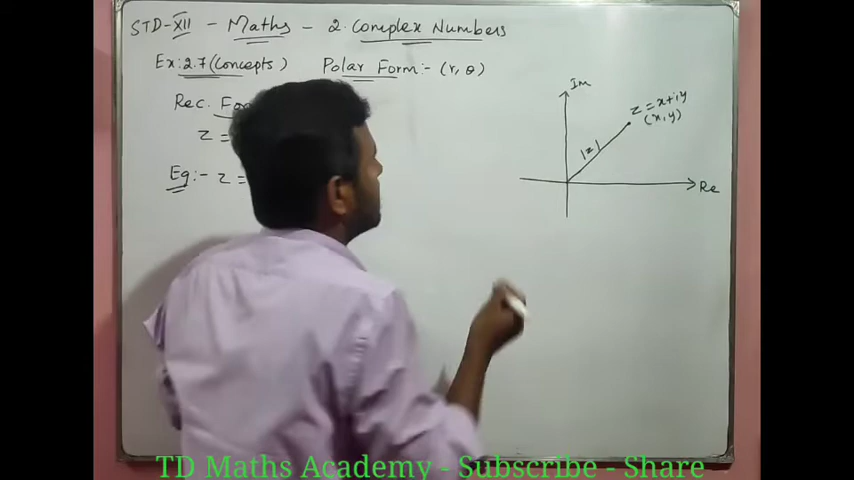 STD-XII - Maths - 2. Complex Numbers
Ex: 2.7 (Concepts) Polar Form:- (r, θ)
Rec.
z =
Eg:- z =
Im
z = x+iy
(x, y)
|z|
Re
TD Maths Academy - Subscribe - Share